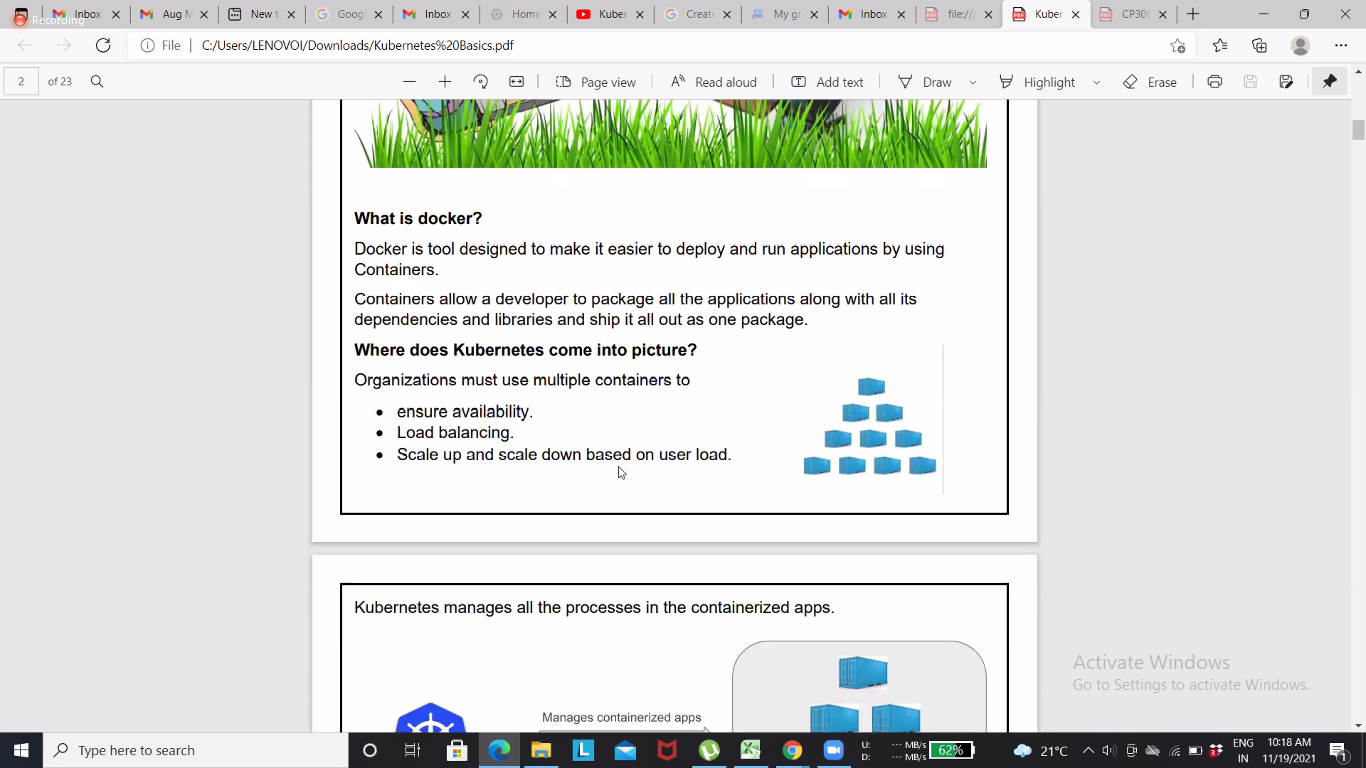 Recording
Inbox
Aug M
New t
Googl
Inbox
Home
Kuber
Create
My gr
Inbox
file://
Kuber
CP306
File
C:/Users/LENOVOI/Downloads/Kubernetes%20Basics.pdf
2
of 23
Page view
Read aloud
Add text
Draw
Highlight
Erase
What is docker?
Docker is tool designed to make it easier to deploy and run applications by using
Containers.
Containers allow a developer to package all the applications along with all its
dependencies and libraries and ship it all out as one package.
Where does Kubernetes come into picture?
Organizations must use multiple containers to
• ensure availability.
• Load balancing.
• Scale up and scale down based on user load.
Kubernetes manages all the processes in the containerized apps.
Manages containerized apps
Activate Windows
Go to Settings to activate Windows.
Type here to search
U: --- MB/s
D: --- MB/s
62%
21°C
ENG
IN
10:18 AM
11/19/2021
1